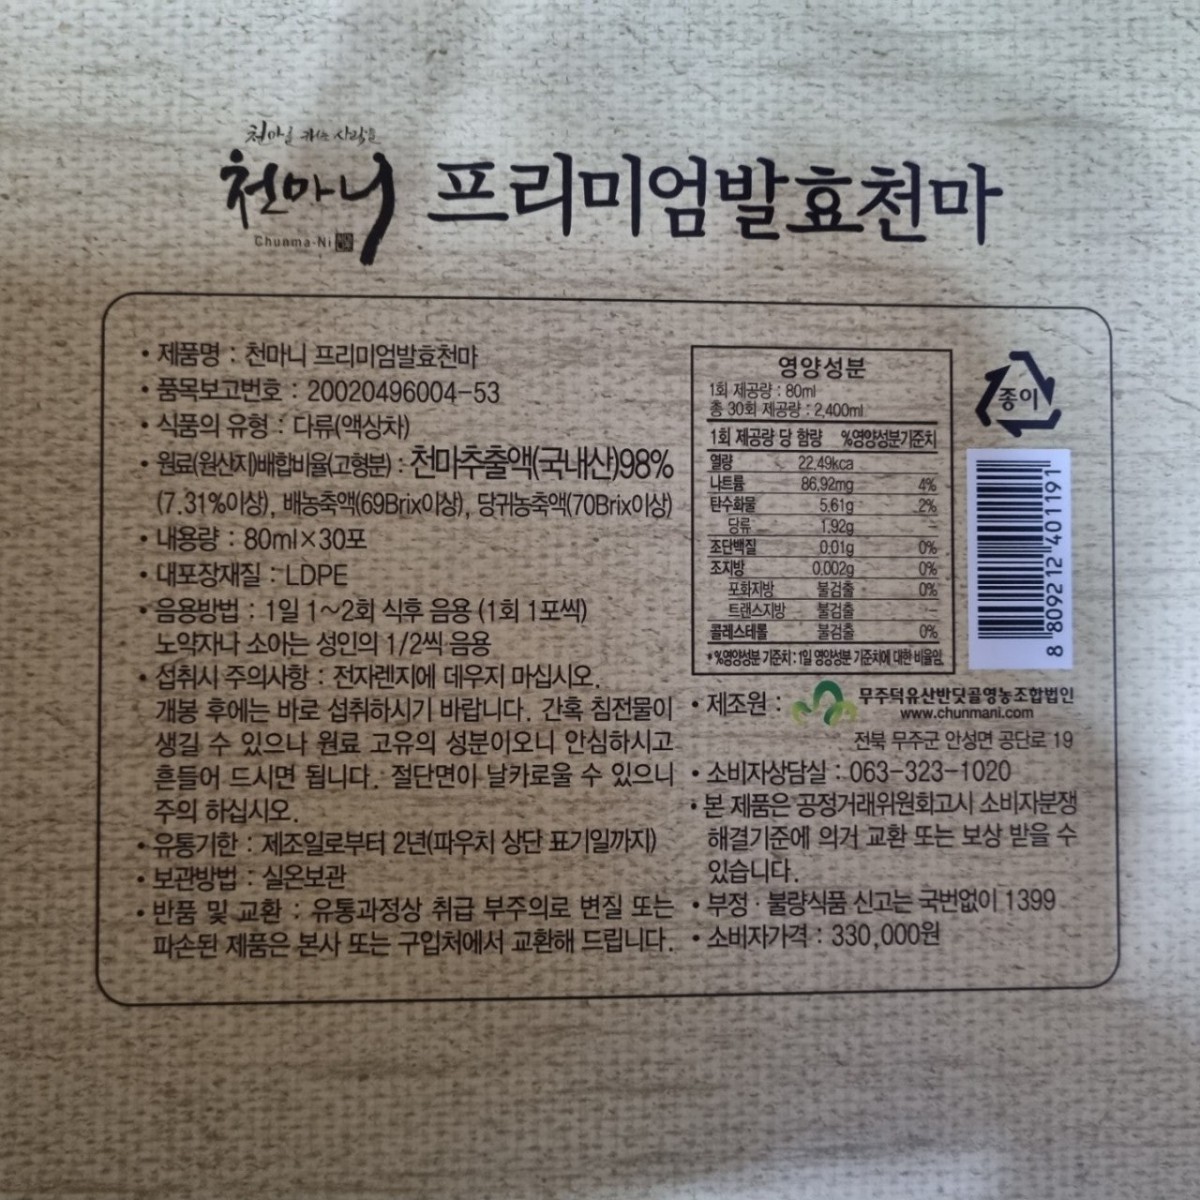 천마를 캐는 사람들
천마니
Chunma-Ni
프리미엄발효천마
• 제품명 : 천마니 프리미엄발효천마
• 품목보고번호 : 20020496004-53
• 식품의 유형 : 다류(액상차)
• 원료(원산지)배합비율(고형분) : 천마추출액(국내산)98%
(7.31%이상), 배농축액(69Brix이상), 당귀농축액(70Brix이상)
• 내용량 : 80ml×30포
• 내포장재질 : LDPE
• 음용방법 : 1일 1~2회 식후 음용 (1회 1포씩)
노약자나 소아는 성인의 1/2씩 음용
• 섭취시 주의사항 : 전자렌지에 데우지 마십시오.
개봉 후에는 바로 섭취하시기 바랍니다. 간혹 침전물이
생길 수 있으나 원료 고유의 성분이오니 안심하시고
흔들어 드시면 됩니다. 절단면이 날카로울 수 있으니
주의 하십시오.
• 유통기한 : 제조일로부터 2년(파우치 상단 표기일까지)
• 보관방법 : 실온보관
• 반품 및 교환 : 유통과정상 취급 부주의로 변질 또는
파손된 제품은 본사 또는 구입처에서 교환해 드립니다.
영양성분
1회 제공량 : 80ml
총 30회 제공량 : 2,400ml
1회 제공량 당 함량 %영양성분기준치
열량 22.49kca
나트륨 86.92mg 4%
탄수화물 5.61g 2%
당류 1.92g -
조단백질 0.01g 0%
조지방 0.002g 0%
포화지방 불검출 0%
트랜스지방 불검출 -
콜레스테롤 불검출 0%
• %영양성분 기준치 : 1일 영양성분 기준치에 대한 비율임.
종이
8 809212 401191
• 제조원 : 무주덕유산반딧골영농조합법인
www.chunmani.com
전북 무주군 안성면 공단로 19
• 소비자상담실 : 063-323-1020
• 본 제품은 공정거래위원회고시 소비자분쟁
해결기준에 의거 교환 또는 보상 받을 수
있습니다.
• 부정 · 불량식품 신고는 국번없이 1399
• 소비자가격 : 330,000원